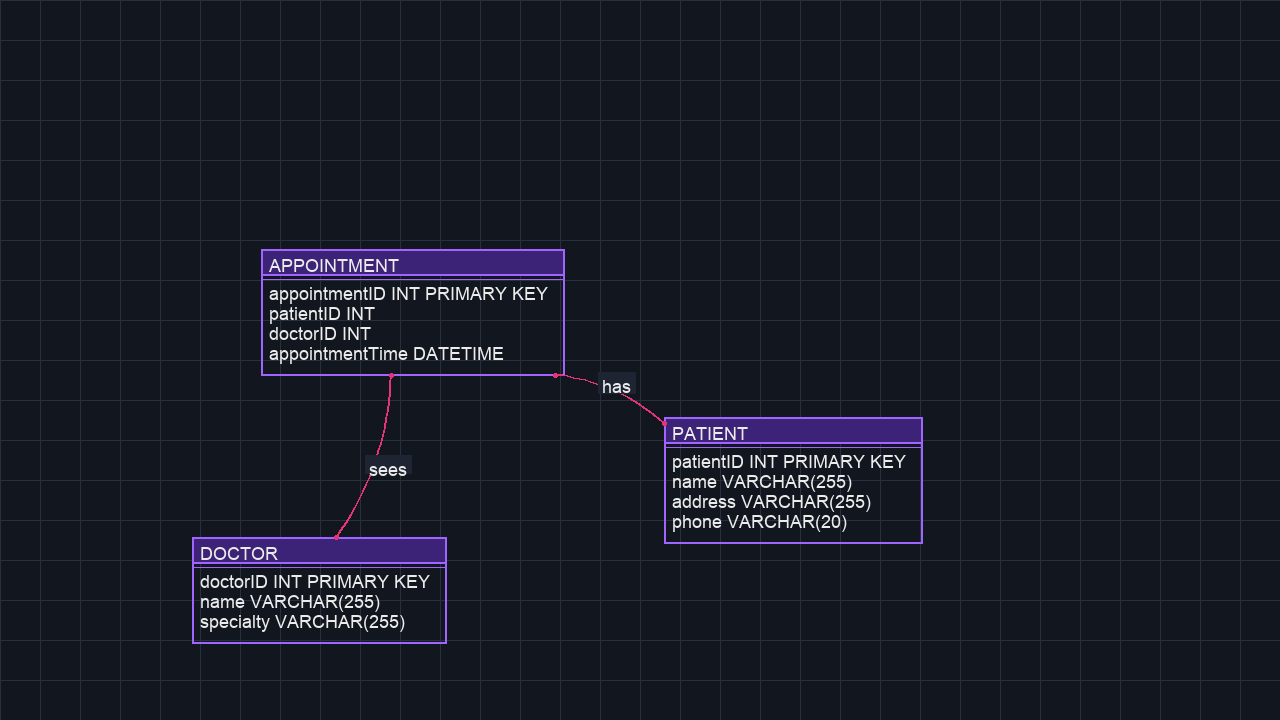 APPOINTMENT
appointmentID INT PRIMARY KEY
patientID INT
doctorID INT
appointmentTime DATETIME
has
PATIENT
patientID INT PRIMARY KEY
name VARCHAR(255)
address VARCHAR(255)
phone VARCHAR(20)
sees
DOCTOR
doctorID INT PRIMARY KEY
name VARCHAR(255)
specialty VARCHAR(255)